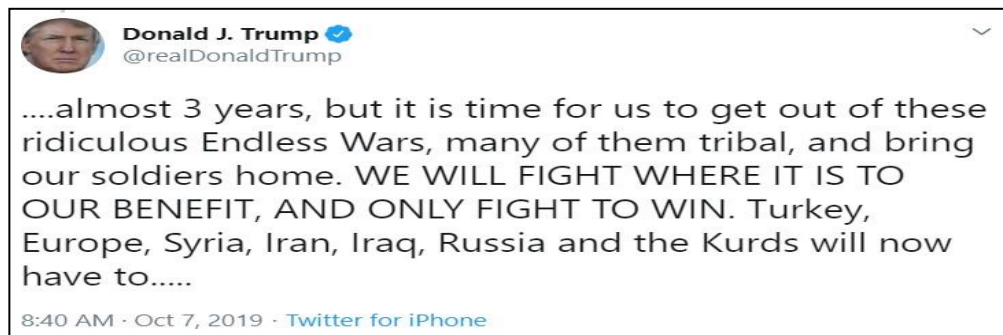 Donald J. Trump
@realDonaldTrump
....almost 3 years, but it is time for us to get out of these
ridiculous Endless Wars, many of them tribal, and bring
our soldiers home. WE WILL FIGHT WHERE IT IS TO
OUR BENEFIT, AND ONLY FIGHT TO WIN. Turkey,
Europe, Syria, Iran, Iraq, Russia and the Kurds will now
have to.....
8:40 AM · Oct 7, 2019 · Twitter for iPhone